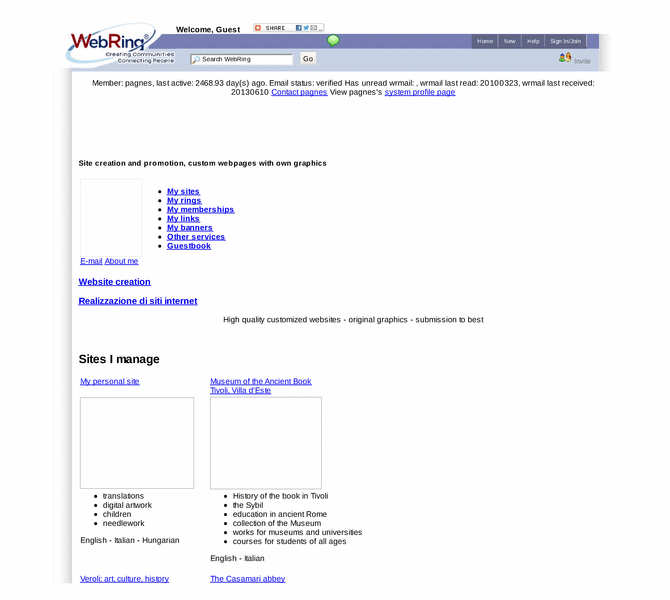 Welcome, Guest
SHARE
WebRing
Creating Communities
Connecting People
Home New Help Sign In/Join
Search WebRing Go
Invite
Member: pagnes, last active: 2468.93 day(s) ago. Email status: verified Has unread wrmail: , wrmail last read: 20100323, wrmail last received:
20130610 Contact pagnes View pagnes's system profile page
Site creation and promotion, custom webpages with own graphics
My sites
My rings
My memberships
My links
My banners
Other services
Guestbook
E-mail About me
Website creation
Realizzazione di siti internet
High quality customized websites - original graphics - submission to best
Sites I manage
My personal site
translations
digital artwork
children
needlework
English - Italian - Hungarian
Museum of the Ancient Book
Tivoli, Villa d'Este
History of the book in Tivoli
the Sybil
education in ancient Rome
collection of the Museum
works for museums and universities
courses for students of all ages
English - Italian
Veroli: art, culture, history
The Casamari abbey